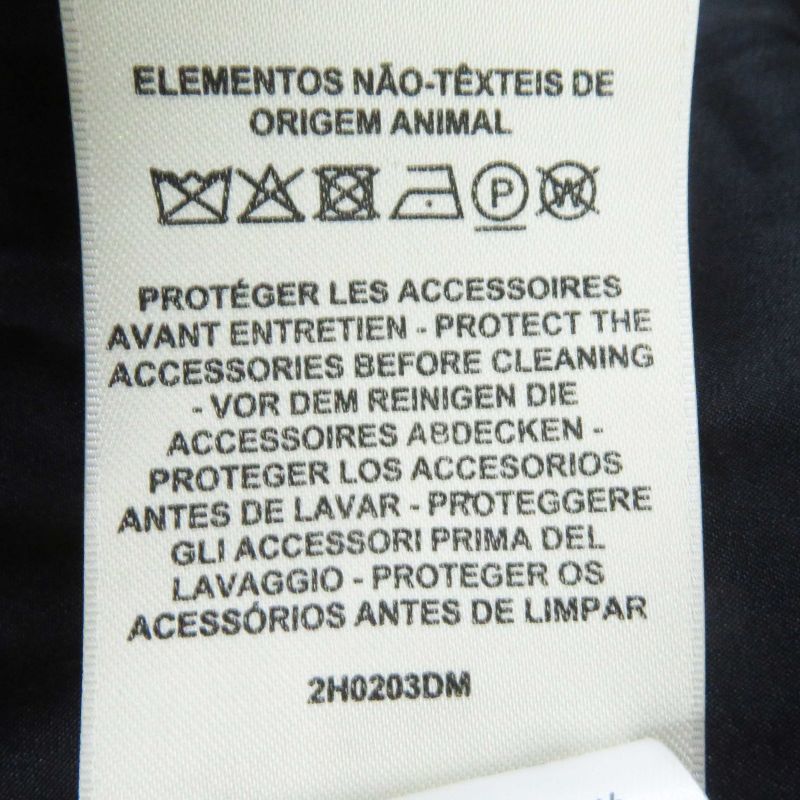 ELEMENTOS NÃO-TÊXTEIS DE
ORIGEM ANIMAL
P W
PROTÉGER LES ACCESSOIRES
AVANT ENTRETIEN - PROTECT THE
ACCESSORIES BEFORE CLEANING
- VOR DEM REINIGEN DIE
ACCESSOIRES ABDECKEN -
PROTEGER LOS ACCESORIOS
ANTES DE LAVAR - PROTEGGERE
GLI ACCESSORI PRIMA DEL
LAVAGGIO - PROTEGER OS
ACESSÓRIOS ANTES DE LIMPAR
2H0203DM